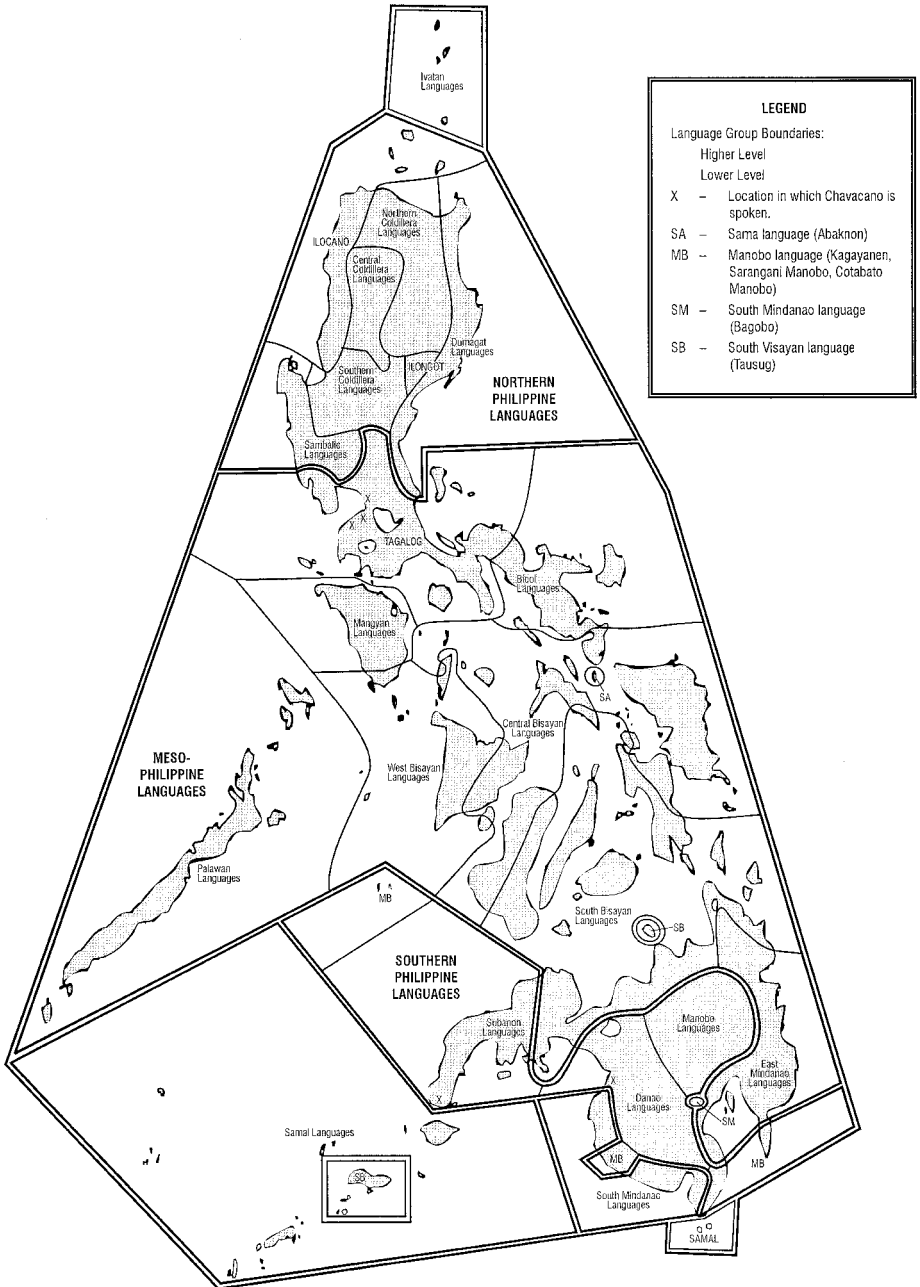 Ivatan
Languages
LEGEND
Language Group Boundaries:
Higher Level
Lower Level
X – Location in which Chavacano is
spoken.
SA – Sama language (Abaknon)
MB – Manobo language (Kagayanen,
Sarangani Manobo, Cotabato
Manobo)
SM – South Mindanao language
(Bagobo)
SB – South Visayan language
(Tausug)
Northern
Coldillera
Languages
ILOCANO
Central
Coldillera
Languages
Dumagat
Languages
Southern
Coldillera
Languages
ILONGOT
NORTHERN
PHILIPPINE
LANGUAGES
Sambalic
Languages
X
X
X
TAGALOG
Bicol
Languages
Mangyan
Languages
SA
Central Bisayan
Languages
West Bisayan
Languages
MESO-
PHILIPPINE
LANGUAGES
Palawan
Languages
MB
South Bisayan
Languages
SB
SOUTHERN
PHILIPPINE
LANGUAGES
Subanon
Languages
Manobo
Languages
East
Mindanao
Languages
X
X
Danao
Languages
SM
Samal Languages
MB
MB
SB
South Mindanao
Languages
SAMAL